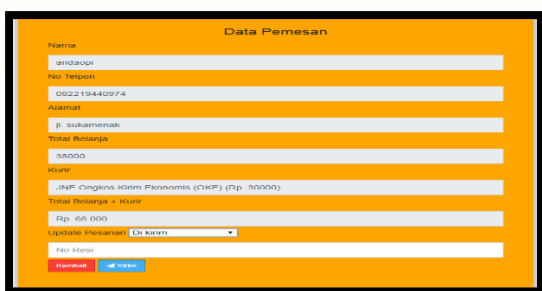 Data Pemesan
Nama
andaopi
No Telpon
082219440974
Alamat
jl. sukamenak
Total Belanja
38000
Kurir
JNE Ongkos Kirim Ekonomis (OKE) (Rp. 30000)
Total Belanja + Kurir
Rp. 68.000
Update Pesanan Di kirim
No Resi
Kembali Kirim